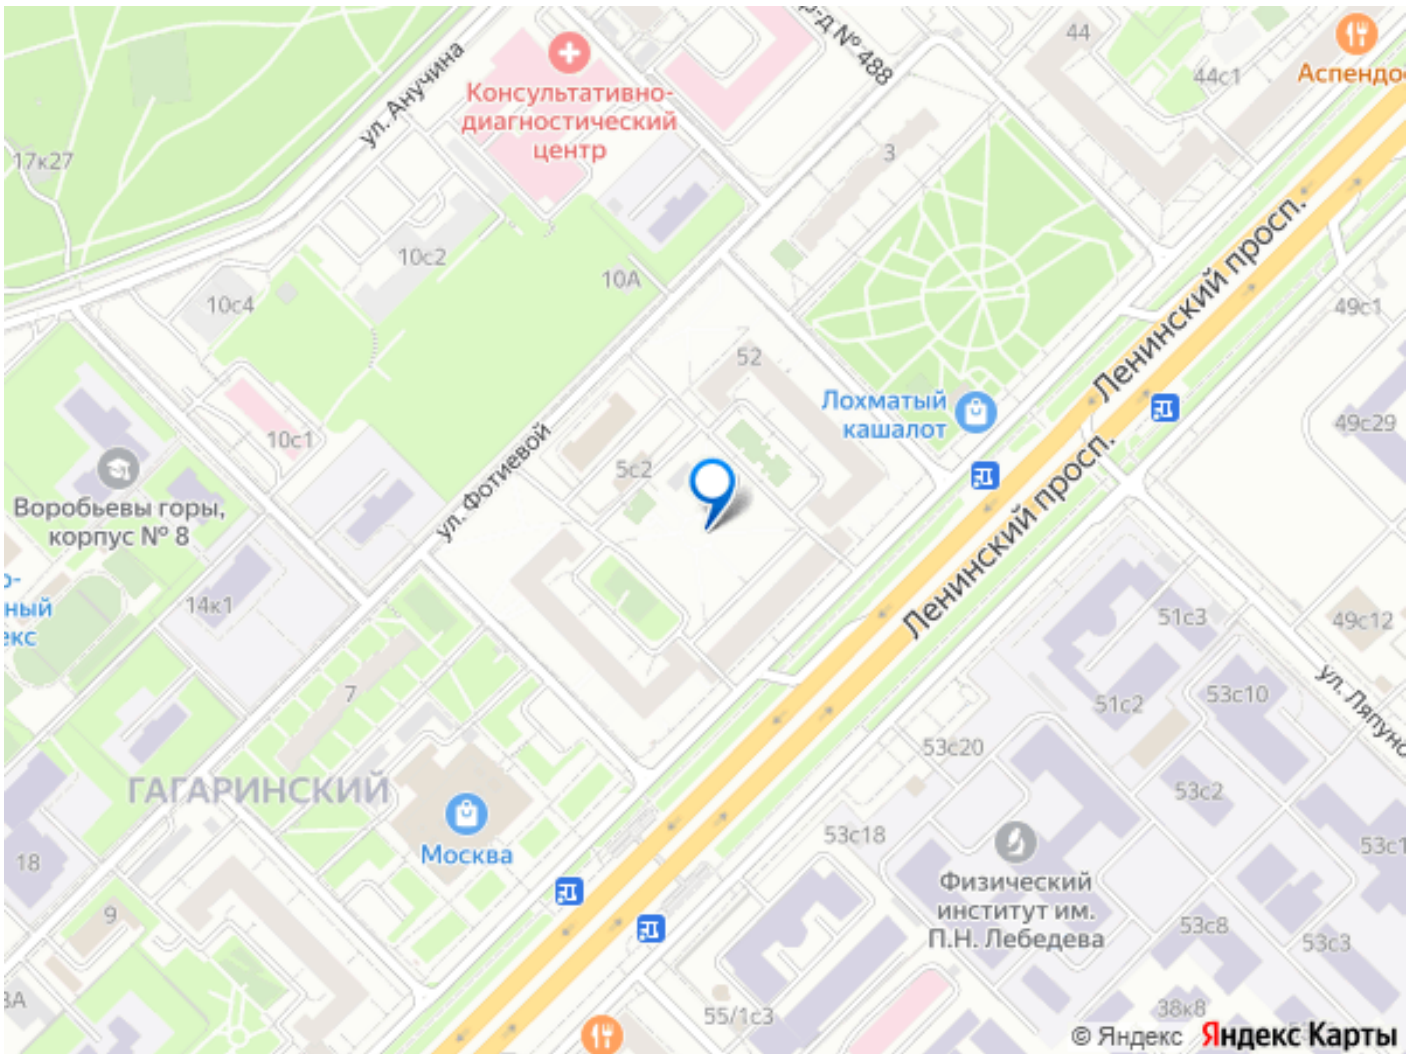 пр-д № 488
44
44с1
Аспендос
ул. Анучина
Консультативно-
диагностический
центр
17к27
3
10с2
10А
10с4
Ленинский просп.
49с1
52
Лохматый
кашалот
49с29
10с1
ул. Фотиевой
5с2
Воробьевы горы,
корпус № 8
Ленинский просп.
ный
екс
14к1
51с3
49с12
7
51с2
53с10
ул. Ляпуно
53с20
ГАГАРИНСКИЙ
53с2
Москва
53с18
53с1
18
Физический
институт им.
П.Н. Лебедева
9
53с8
53с3
55/1с3
38к8
© Яндекс Яндекс Карты